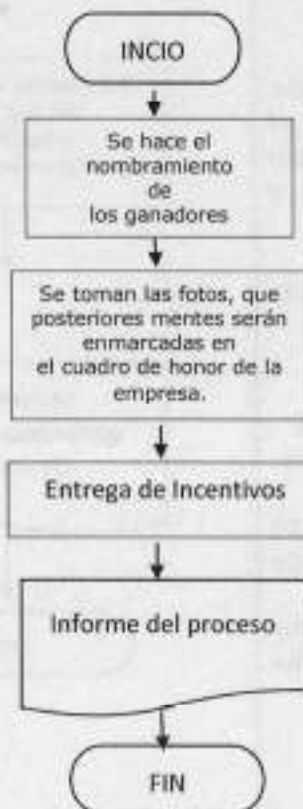 INCIO
Se hace el
nombramiento
de
los ganadores
Se toman las fotos, que
posteriores mentes serán
enmarcadas en
el cuadro de honor de la
empresa.
Entrega de Incentivos
Informe del proceso
FIN